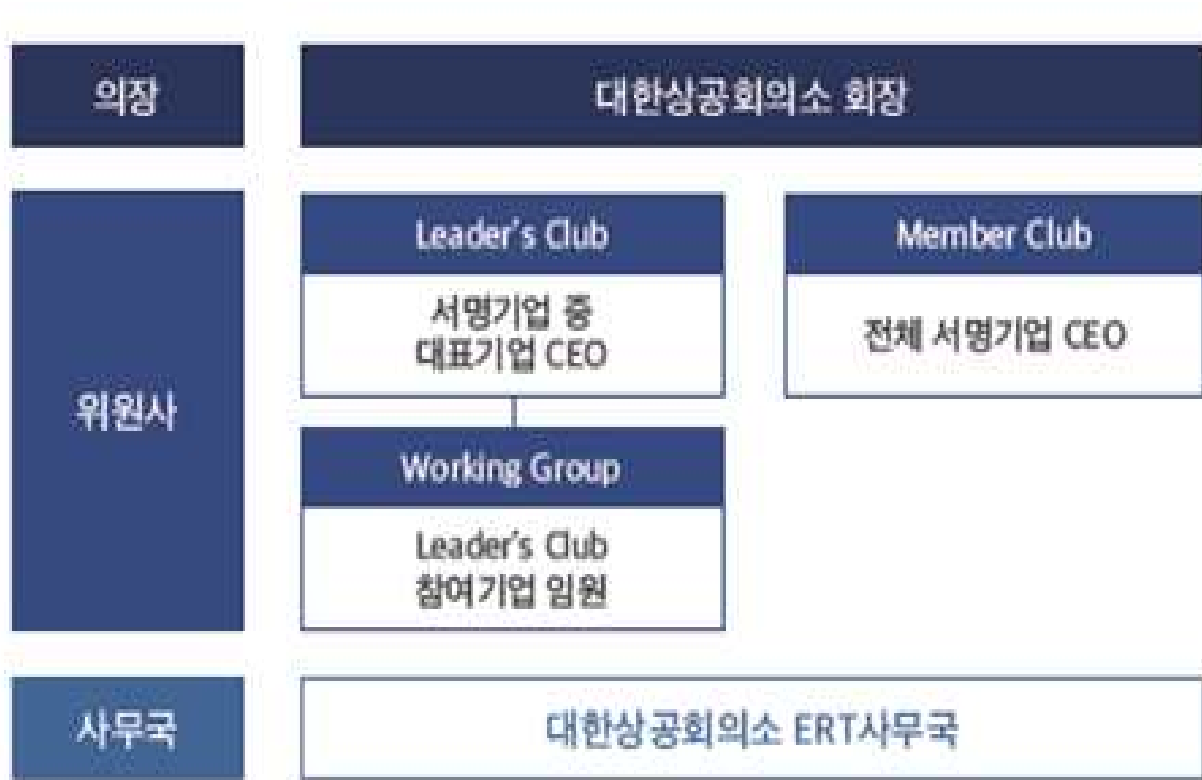 의장
대한상공회의소 회장
위원사
Leader's Club
서명기업 중
대표기업 CEO
Member Club
전체 서명기업 CEO
Working Group
Leader's Club
참여기업 임원
사무국
대한상공회의소 ERT사무국